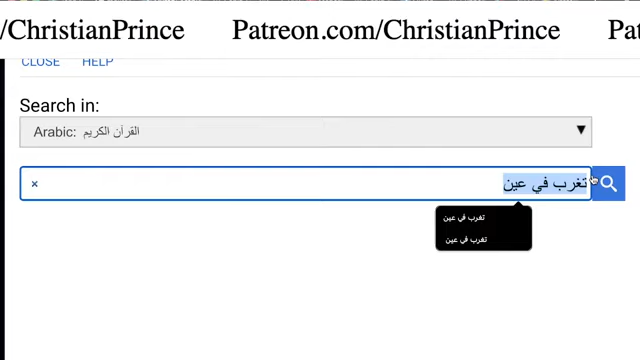 /ChristianPrince Patreon.com/ChristianPrince Pat
CLOSE HELP
Search in:
Arabic: القرآن الكريم
تغرب في عين ×
تغرب في عين
تغرب في عين